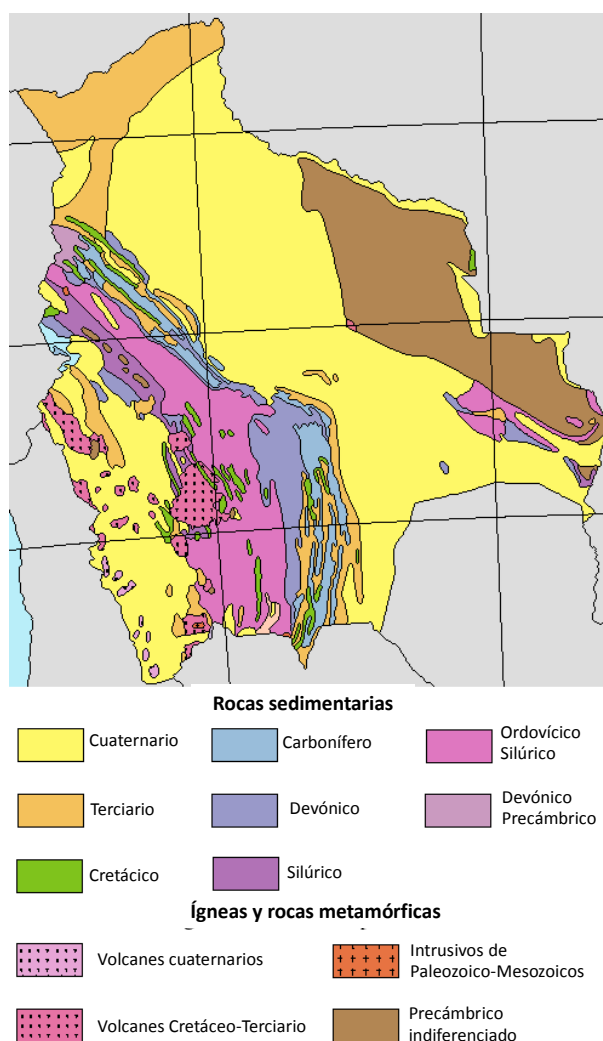 Rocas sedimentarias
Cuaternario
Carbonífero
Ordovícico
Silúrico
Terciario
Devónico
Devónico
Precámbrico
Cretácico
Silúrico
Ígneas y rocas metamórficas
Volcanes cuaternarios
Intrusivos de
Paleozoico-Mesozoicos
Volcanes Cretáceo-Terciario
Precámbrico
indiferenciado